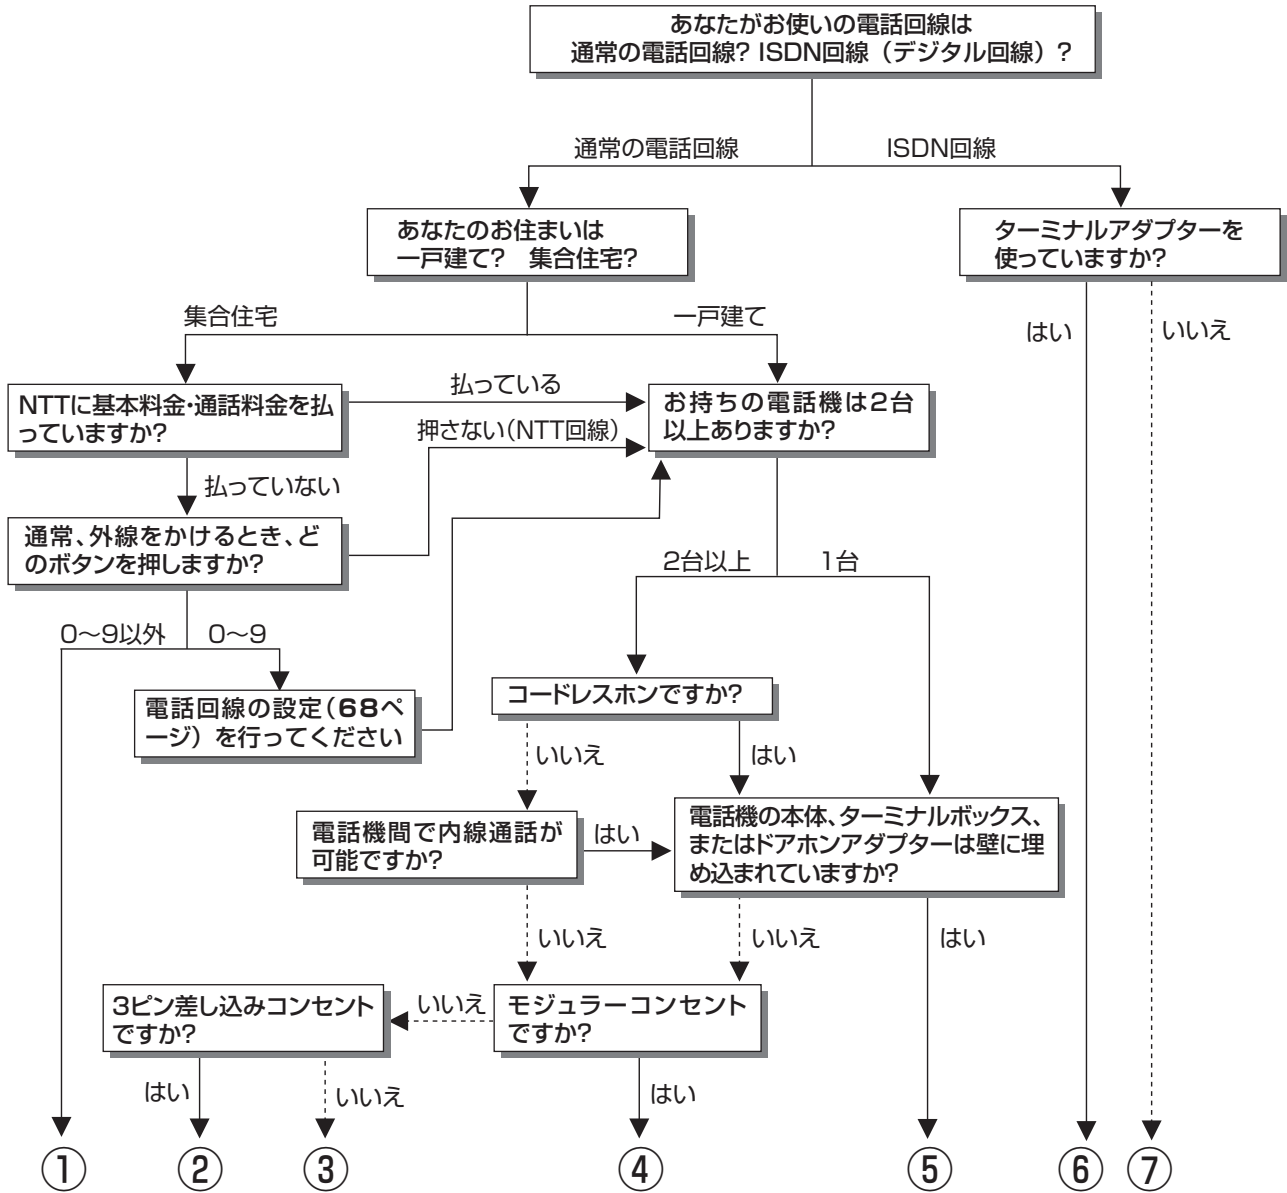 あなたがお使いの電話回線は
通常の電話回線? ISDN回線（デジタル回線）?
通常の電話回線
ISDN回線
あなたのお住まいは
一戸建て?　集合住宅?
ターミナルアダプターを
使っていますか?
集合住宅
一戸建て
はい
いいえ
NTTに基本料金・通話料金を払
っていますか?
払っている
お持ちの電話機は2台
以上ありますか?
押さない（NTT回線）
払っていない
通常、外線をかけるとき、ど
のボタンを押しますか?
2台以上
1台
0〜9以外
0〜9
電話回線の設定（68ペ
ージ）を行ってください
コードレスホンですか?
いいえ
はい
電話機間で内線通話が
可能ですか?
はい
電話機の本体、ターミナルボックス、
またはドアホンアダプターは壁に埋
め込まれていますか?
いいえ
いいえ
はい
3ピン差し込みコンセント
ですか?
いいえ
モジュラーコンセント
ですか?
はい
いいえ
はい
①
②
③
④
⑤
⑥
⑦